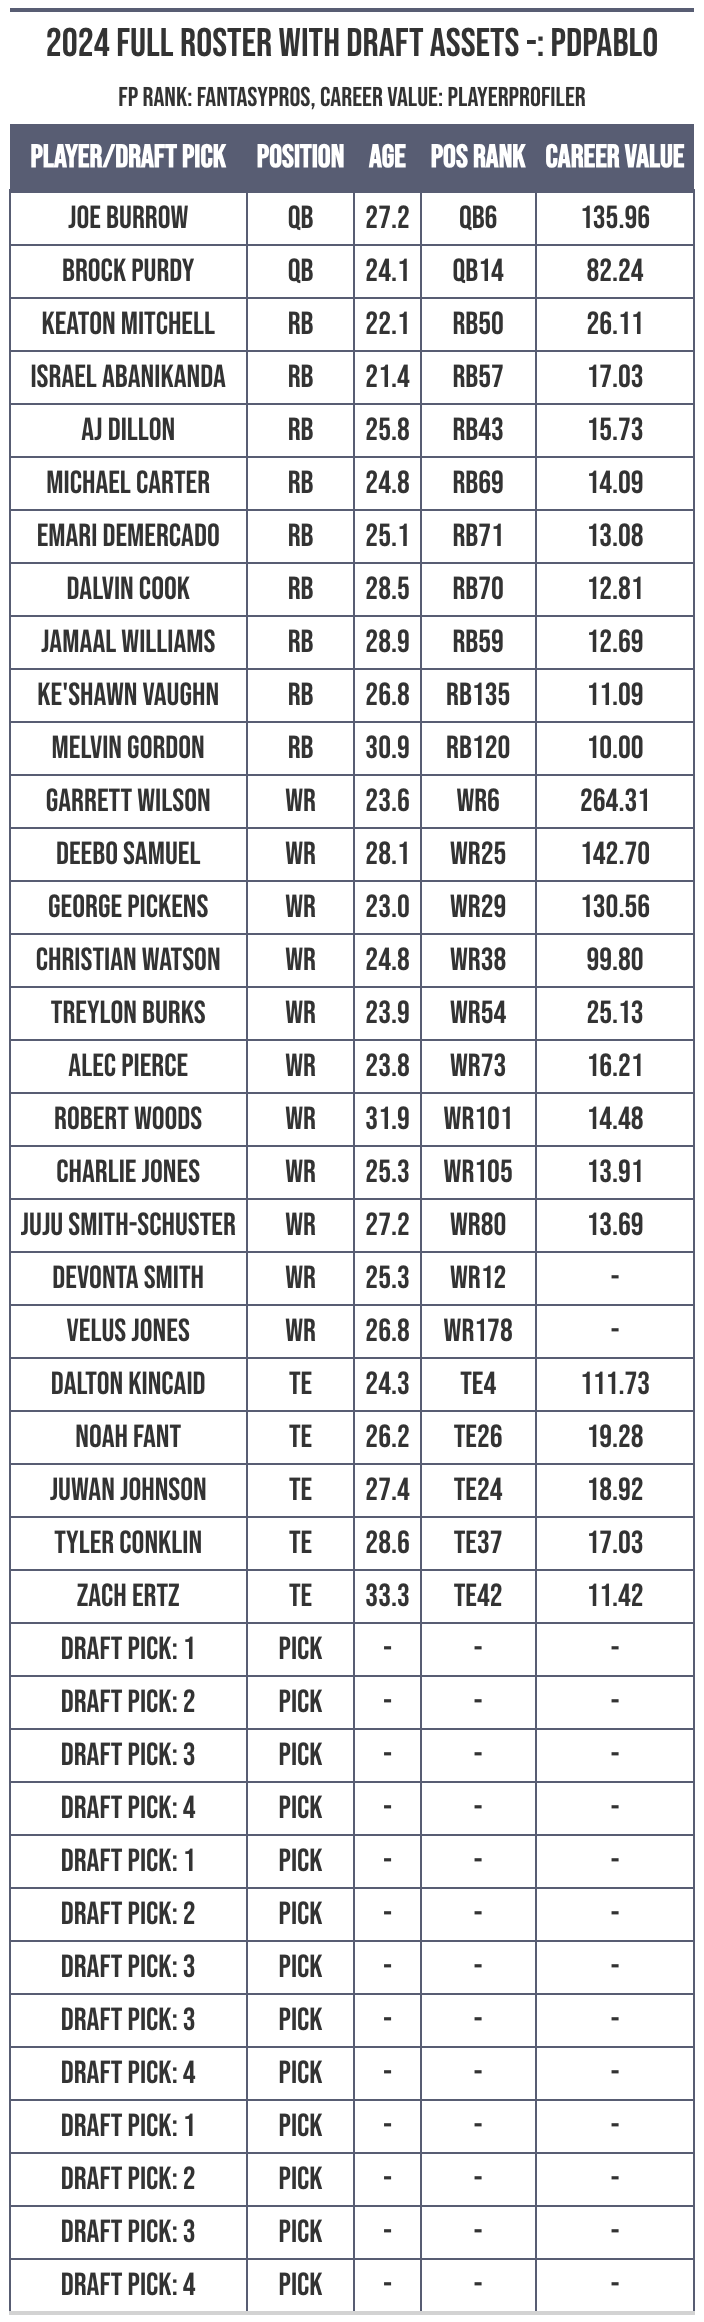 2024 FULL ROSTER WITH DRAFT ASSETS -: PDPABLO
FP RANK: FANTASYPROS, CAREER VALUE: PLAYERPROFILER
PLAYER/DRAFT PICK POSITION AGE POS RANK CAREER VALUE
JOE BURROW QB 27.2 QB6 135.96
BROCK PURDY QB 24.1 QB14 82.24
KEATON MITCHELL RB 22.1 RB50 26.11
ISRAEL ABANIKANDA RB 21.4 RB57 17.03
AJ DILLON RB 25.8 RB43 15.73
MICHAEL CARTER RB 24.8 RB69 14.09
EMARI DEMERCADO RB 25.1 RB71 13.08
DALVIN COOK RB 28.5 RB70 12.81
JAMAAL WILLIAMS RB 28.9 RB59 12.69
KE'SHAWN VAUGHN RB 26.8 RB135 11.09
MELVIN GORDON RB 30.9 RB120 10.00
GARRETT WILSON WR 23.6 WR6 264.31
DEEBO SAMUEL WR 28.1 WR25 142.70
GEORGE PICKENS WR 23.0 WR29 130.56
CHRISTIAN WATSON WR 24.8 WR38 99.80
TREYLON BURKS WR 23.9 WR54 25.13
ALEC PIERCE WR 23.8 WR73 16.21
ROBERT WOODS WR 31.9 WR101 14.48
CHARLIE JONES WR 25.3 WR105 13.91
JUJU SMITH-SCHUSTER WR 27.2 WR80 13.69
DEVONTA SMITH WR 25.3 WR12 -
VELUS JONES WR 26.8 WR178 -
DALTON KINCAID TE 24.3 TE4 111.73
NOAH FANT TE 26.2 TE26 19.28
JUWAN JOHNSON TE 27.4 TE24 18.92
TYLER CONKLIN TE 28.6 TE37 17.03
ZACH ERTZ TE 33.3 TE42 11.42
DRAFT PICK: 1 PICK - - -
DRAFT PICK: 2 PICK - - -
DRAFT PICK: 3 PICK - - -
DRAFT PICK: 4 PICK - - -
DRAFT PICK: 1 PICK - - -
DRAFT PICK: 2 PICK - - -
DRAFT PICK: 3 PICK - - -
DRAFT PICK: 3 PICK - - -
DRAFT PICK: 4 PICK - - -
DRAFT PICK: 1 PICK - - -
DRAFT PICK: 2 PICK - - -
DRAFT PICK: 3 PICK - - -
DRAFT PICK: 4 PICK - - -